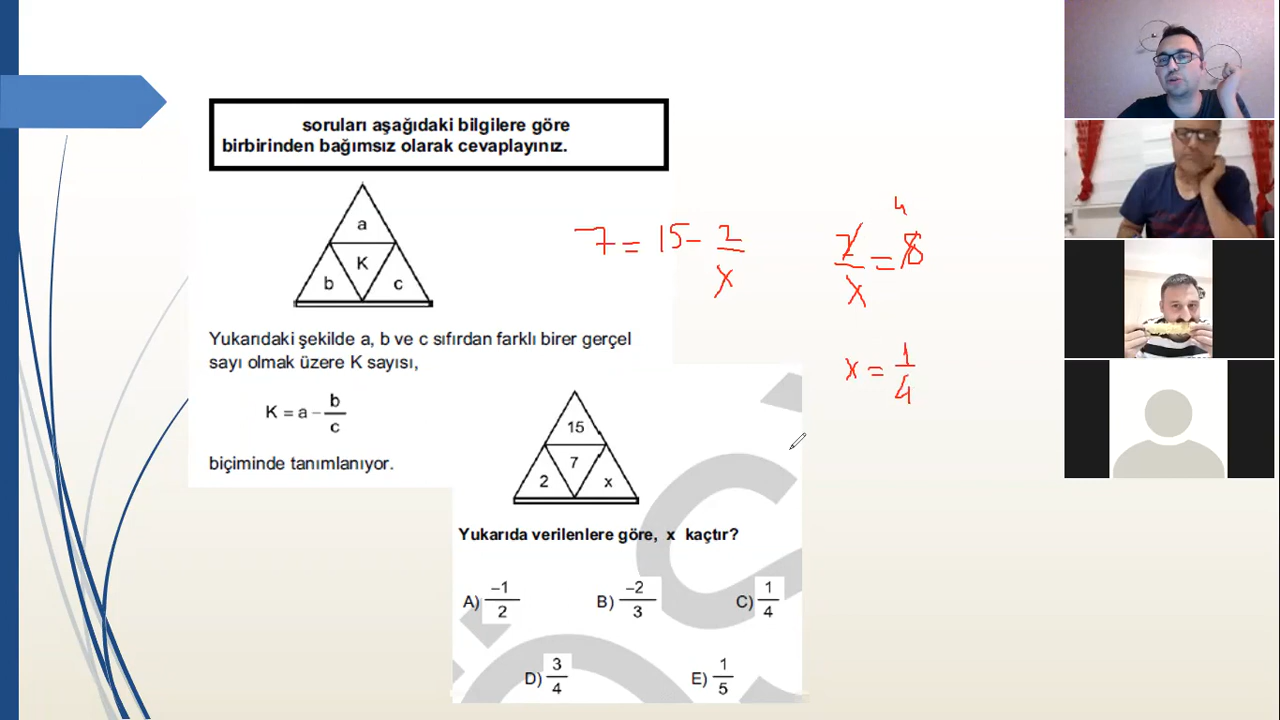 soruları aşağıdaki bilgilere göre
birbirinden bağımsız olarak cevaplayınız.
a
K
b
c
Yukarıdaki şekilde a, b ve c sıfırdan farklı birer gerçel
sayı olmak üzere K sayısı,
K = a - b/c
biçiminde tanımlanıyor.
15
7
2
x
Yukarıda verilenlere göre, x kaçtır?
A) -1/2
B) -2/3
C) 1/4
D) 3/4
E) 1/5
7 = 15 - 2/x
4
2/x = 8
x = 1/4